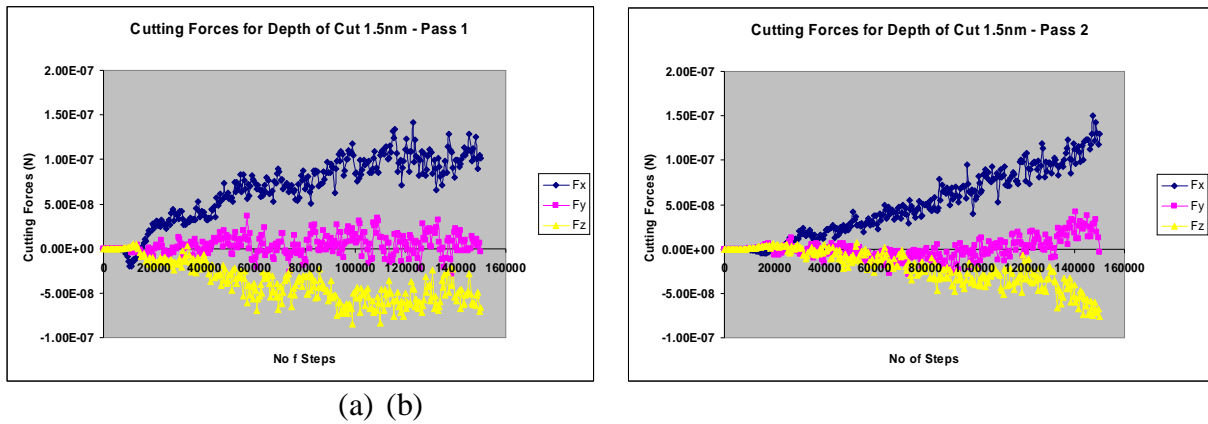 Cutting Forces for Depth of Cut 1.5nm - Pass 1
2.00E-07
1.50E-07
1.00E-07
5.00E-08
0.00E+00
-5.00E-08
-1.00E-07
0 20000 40000 60000 80000 100000 120000 140000 160000
Cutting Forces (N)
No f Steps
Fx
Fy
Fz
Cutting Forces for Depth of Cut 1.5nm - Pass 2
2.00E-07
1.50E-07
1.00E-07
5.00E-08
0.00E+00
-5.00E-08
-1.00E-07
0 20000 40000 60000 80000 100000 120000 140000 160000
Cutting Forces (N)
No of Steps
Fx
Fy
Fz
(a) (b)